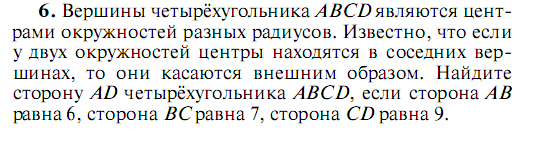 6. Вершины четырёхугольника ABCD являются цент-
рами окружностей разных радиусов. Известно, что если
у двух окружностей центры находятся в соседних вер-
шинах, то они касаются внешним образом. Найдите
сторону AD четырёхугольника ABCD, если сторона AB
равна 6, сторона BC равна 7, сторона CD равна 9.